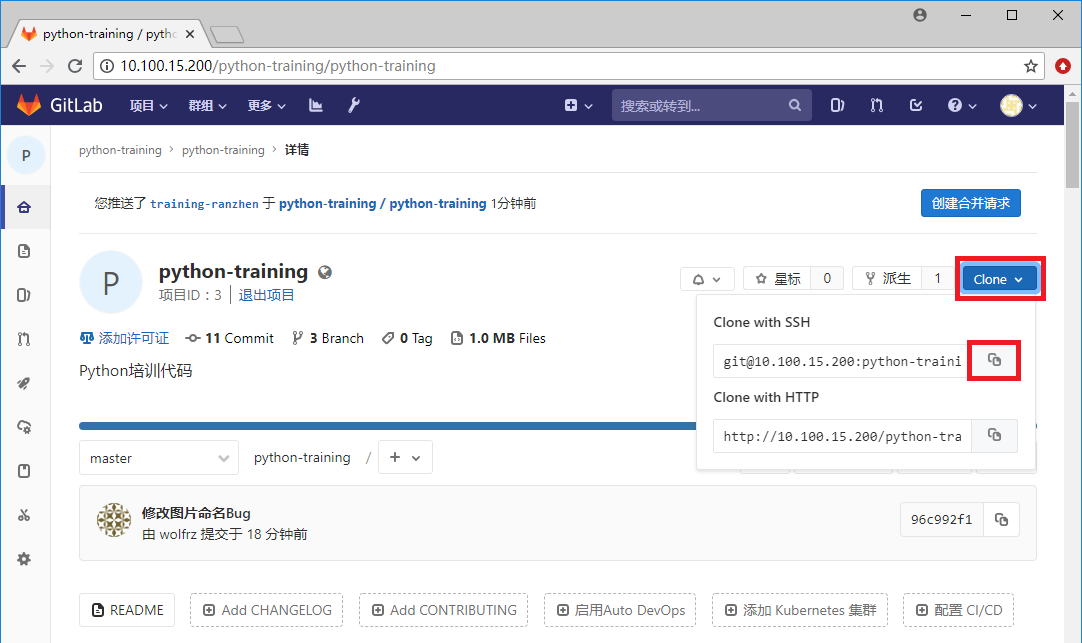 python-training / pytho
10.100.15.200/python-training/python-training
GitLab 项目 群组 更多 搜索或转到...
P python-training > python-training > 详情
您推送了 training-ranzhen 于 python-training / python-training 1分钟前 创建合并请求
P
python-training
项目ID：3 退出项目
星标 0 派生 1 Clone
添加许可证 11 Commit 3 Branch 0 Tag 1.0 MB Files
Python培训代码
Clone with SSH
git@10.100.15.200:python-traini
Clone with HTTP
http://10.100.15.200/python-tra
master python-training / +
修改图片命名Bug
由 wolfrz 提交于 18 分钟前
96c992f1
README Add CHANGELOG Add CONTRIBUTING 启用Auto DevOps 添加 Kubernetes 集群 配置 CI/CD